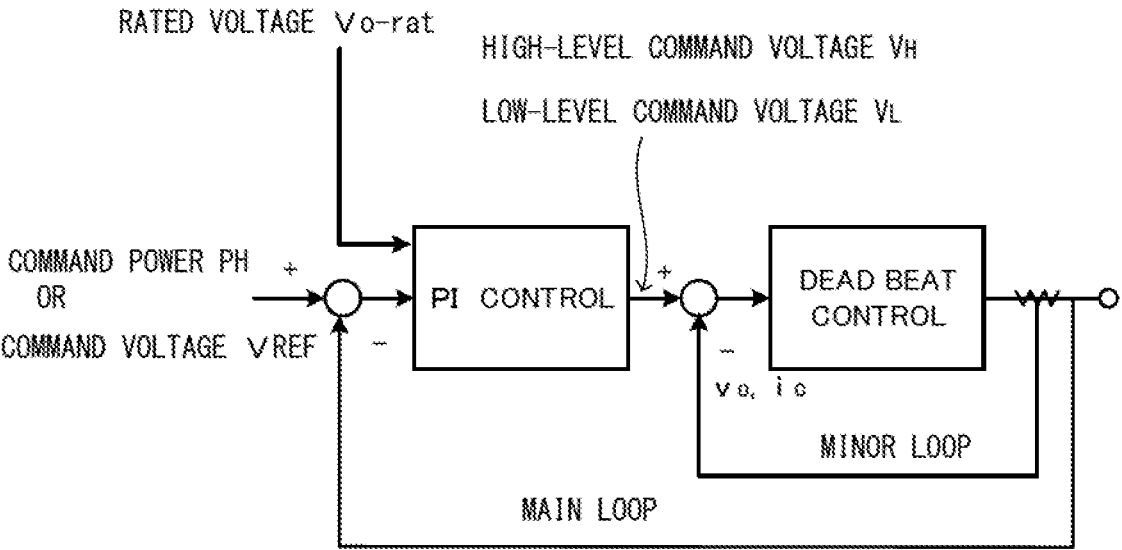 RATED VOLTAGE Vo-rat
HIGH-LEVEL COMMAND VOLTAGE VH
LOW-LEVEL COMMAND VOLTAGE VL
COMMAND POWER PH
OR
COMMAND VOLTAGE VREF
+
-
PI CONTROL
+
-
vo, ic
DEAD BEAT
CONTROL
MINOR LOOP
MAIN LOOP